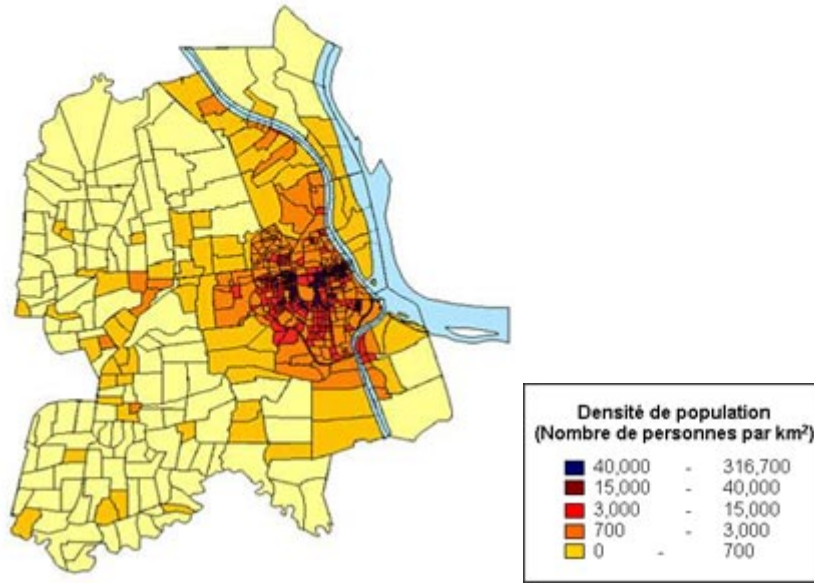 Densité de population
(Nombre de personnes par km²)
40,000 - 316,700
15,000 - 40,000
3,000 - 15,000
700 - 3,000
0 - 700